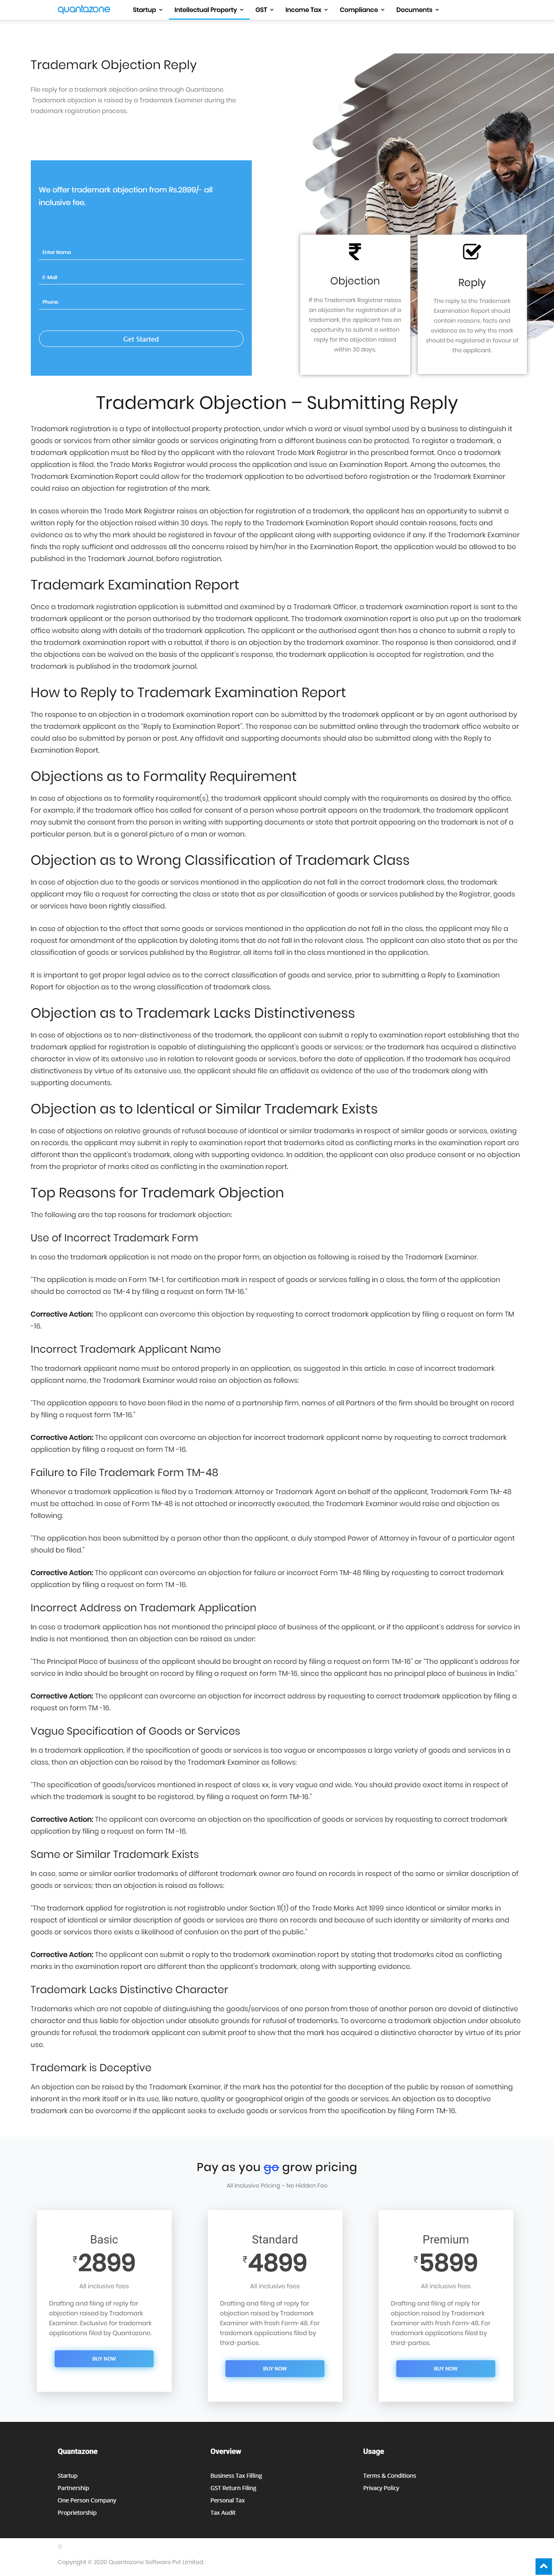 quantazone
Startup Intellectual Property GST Income Tax Compliance Documents
Trademark Objection Reply
File reply for a trademark objection online through Quantazone.
Trademark objection is raised by a Trademark Examiner during the
trademark registration process.
We offer trademark objection from Rs.2899/- all
inclusive fee.
Enter Name
E-Mail
Phone.
Get Started
Objection
If the Trademark Registrar raises
an objection for registration of a
trademark, the applicant has an
opportunity to submit a written
reply for the objection raised
within 30 days.
Reply
The reply to the Trademark
Examination Report should
contain reasons, facts and
evidence as to why the mark
should be registered in favour of
the applicant.
Trademark Objection – Submitting Reply
Trademark registration is a type of intellectual property protection, under which a word or visual symbol used by a business to distinguish it
goods or services from other similar goods or services originating from a different business can be protected. To register a trademark, a
trademark application must be filed by the applicant with the relevant Trade Mark Registrar in the prescribed format. Once a trademark
application is filed, the Trade Marks Registrar would process the application and issue an Examination Report. Among the outcomes, the
Trademark Examination Report could allow for the trademark application to be advertised before registration or the Trademark Examiner
could raise an objection for registration of the mark.
In cases wherein the Trade Mark Registrar raises an objection for registration of a trademark, the applicant has an opportunity to submit a
written reply for the objection raised within 30 days. The reply to the Trademark Examination Report should contain reasons, facts and
evidence as to why the mark should be registered in favour of the applicant along with supporting evidence if any. If the Trademark Examiner
finds the reply sufficient and addresses all the concerns raised by him/her in the Examination Report, the application would be allowed to be
published in the Trademark Journal, before registration.
Trademark Examination Report
Once a trademark registration application is submitted and examined by a Trademark Officer, a trademark examination report is sent to the
trademark applicant or the person authorised by the trademark applicant. The trademark examination report is also put up on the trademark
office website along with details of the trademark application. The applicant or the authorised agent then has a chance to submit a reply to
the trademark examination report with a rebuttal, if there is an objection by the trademark examiner. The response is then considered, and if
the objections can be waived on the basis of the applicant's response, the trademark application is accepted for registration, and the
trademark is published in the trademark journal.
How to Reply to Trademark Examination Report
The response to an objection in a trademark examination report can be submitted by the trademark applicant or by an agent authorised by
the trademark applicant as the "Reply to Examination Report". The response can be submitted online through the trademark office website or
could also be submitted by person or post. Any affidavit and supporting documents should also be submitted along with the Reply to
Examination Report.
Objections as to Formality Requirement
In case of objections as to formality requirement(s), the trademark applicant should comply with the requirements as desired by the office.
For example, if the trademark office has called for consent of a person whose portrait appears on the trademark, the trademark applicant
may submit the consent from the person in writing with supporting documents or state that portrait appearing on the trademark is not of a
particular person, but is a general picture of a man or woman.
Objection as to Wrong Classification of Trademark Class
In case of objection due to the goods or services mentioned in the application do not fall in the correct trademark class, the trademark
applicant may file a request for correcting the class or state that as per classification of goods or services published by the Registrar, goods
or services have been rightly classified.
In case of objection to the effect that some goods or services mentioned in the application do not fall in the class, the applicant may file a
request for amendment of the application by deleting items that do not fall in the relevant class. The applicant can also state that as per the
classification of goods or services published by the Registrar, all items fall in the class mentioned in the application.
It is important to get proper legal advice as to the correct classification of goods and service, prior to submitting a Reply to Examination
Report for objection as to the wrong classification of trademark class.
Objection as to Trademark Lacks Distinctiveness
In case of objections as to non-distinctiveness of the trademark, the applicant can submit a reply to examination report establishing that the
trademark applied for registration is capable of distinguishing the applicant's goods or services; or the trademark has acquired a distinctive
character in view of its extensive use in relation to relevant goods or services, before the date of application. If the trademark has acquired
distinctiveness by virtue of its extensive use, the applicant should file an affidavit as evidence of the use of the trademark along with
supporting documents.
Objection as to Identical or Similar Trademark Exists
In case of objections on relative grounds of refusal because of identical or similar trademarks in respect of similar goods or services, existing
on records, the applicant may submit in reply to examination report that trademarks cited as conflicting marks in the examination report are
different than the applicant's trademark, along with supporting evidence. In addition, the applicant can also produce consent or no objection
from the proprietor of marks cited as conflicting in the examination report.
Top Reasons for Trademark Objection
The following are the top reasons for trademark objection:
Use of Incorrect Trademark Form
In case the trademark application is not made on the proper form, an objection as following is raised by the Trademark Examiner.
"The application is made on Form TM-1, for certification mark in respect of goods or services falling in a class, the form of the application
should be corrected as TM-4 by filing a request on form TM-16."
Corrective Action: The applicant can overcome this objection by requesting to correct trademark application by filing a request on form TM
-16.
Incorrect Trademark Applicant Name
The trademark applicant name must be entered properly in an application, as suggested in this article. In case of incorrect trademark
applicant name, the Trademark Examiner would raise an objection as follows:
"The application appears to have been filed in the name of a partnership firm, names of all Partners of the firm should be brought on record
by filing a request form TM-16."
Corrective Action: The applicant can overcome an objection for incorrect trademark applicant name by requesting to correct trademark
application by filing a request on form TM -16.
Failure to File Trademark Form TM-48
Whenever a trademark application is filed by a Trademark Attorney or Trademark Agent on behalf of the applicant, Trademark Form TM-48
must be attached. In case of Form TM-48 is not attached or incorrectly executed, the Trademark Examiner would raise and objection as
following:
"The application has been submitted by a person other than the applicant, a duly stamped Power of Attorney in favour of a particular agent
should be filed."
Corrective Action: The applicant can overcome an objection for failure or incorrect Form TM-48 filing by requesting to correct trademark
application by filing a request on form TM -16.
Incorrect Address on Trademark Application
In case a trademark application has not mentioned the principal place of business of the applicant, or if the applicant's address for service in
India is not mentioned, then an objection can be raised as under:
"The Principal Place of business of the applicant should be brought on record by filing a request on form TM-16" or "The applicant's address for
service in India should be brought on record by filing a request on form TM-16, since the applicant has no principal place of business in India."
Corrective Action: The applicant can overcome an objection for incorrect address by requesting to correct trademark application by filing a
request on form TM -16.
Vague Specification of Goods or Services
In a trademark application, if the specification of goods or services is too vague or encompasses a large variety of goods and services in a
class, then an objection can be raised by the Trademark Examiner as follows:
"The specification of goods/services mentioned in respect of class xx, is very vague and wide. You should provide exact items in respect of
which the trademark is sought to be registered, by filing a request on form TM-16."
Corrective Action: The applicant can overcome an objection on the specification of goods or services by requesting to correct trademark
application by filing a request on form TM -16.
Same or Similar Trademark Exists
In case, same or similar earlier trademarks of different trademark owner are found on records in respect of the same or similar description of
goods or services; then an objection is raised as follows:
"The trademark applied for registration is not registrable under Section 11(1) of the Trade Marks Act 1999 since identical or similar marks in
respect of identical or similar description of goods or services are there on records and because of such identity or similarity of marks and
goods or services there exists a likelihood of confusion on the part of the public."
Corrective Action: The applicant can submit a reply to the trademark examination report by stating that trademarks cited as conflicting
marks in the examination report are different than the applicant's trademark, along with supporting evidence.
Trademark Lacks Distinctive Character
Trademarks which are not capable of distinguishing the goods/services of one person from those of another person are devoid of distinctive
character and thus liable for objection under absolute grounds for refusal of trademarks. To overcome a trademark objection under absolute
grounds for refusal, the trademark applicant can submit proof to show that the mark has acquired a distinctive character by virtue of its prior
use.
Trademark is Deceptive
An objection can be raised by the Trademark Examiner, if the mark has the potential for the deception of the public by reason of something
inherent in the mark itself or in its use, like nature, quality or geographical origin of the goods or services. An objection as to deceptive
trademark can be overcome if the applicant seeks to exclude goods or services from the specification by filing Form TM-16.
Pay as you go grow pricing
All Inclusive Pricing – No Hidden Fee
Basic
₹2899
All inclusive fees
Drafting and filing of reply for
objection raised by Trademark
Examiner. Exclusive for trademark
applications filed by Quantazone.
BUY NOW
Standard
₹4899
All inclusive fees
Drafting and filing of reply for
objection raised by Trademark
Examiner with fresh Form-48. For
trademark applications filed by
third-parties.
BUY NOW
Premium
₹5899
All inclusive fees
Drafting and filing of reply for
objection raised by Trademark
Examiner with fresh Form-48. For
trademark applications filed by
third-parties.
BUY NOW
Quantazone
Startup
Partnership
One Person Company
Proprietorship
Overview
Business Tax Filling
GST Return Filing
Personal Tax
Tax Audit
Usage
Terms & Conditions
Privacy Policy
Copyright © 2020 Quantazone Software Pvt Limited.